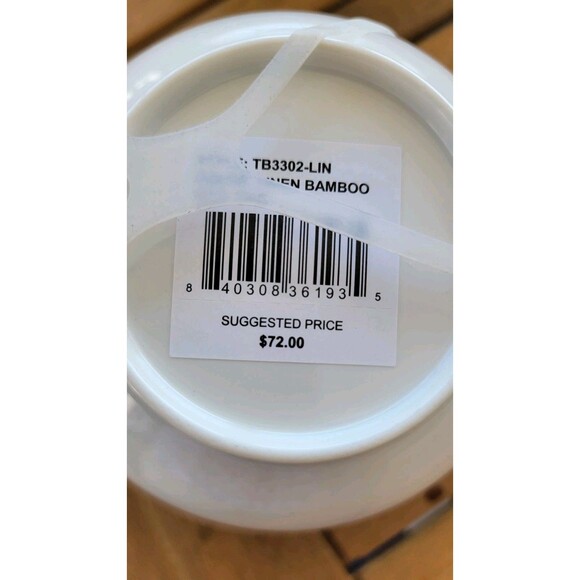 TB3302-LIN
BAMBOO
8 40308 36193 5
SUGGESTED PRICE
$72.00